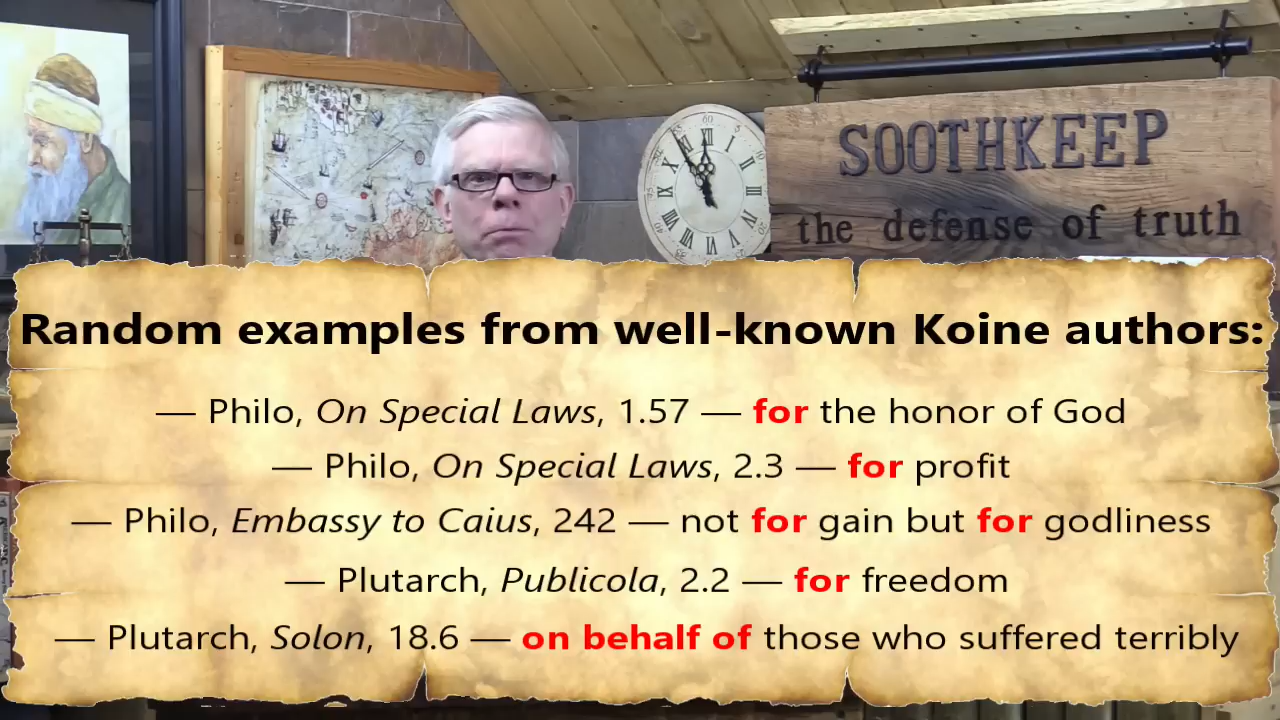 SOOTHKEEP
the defense of truth
Random examples from well-known Koine authors:
— Philo, On Special Laws, 1.57 — for the honor of God
— Philo, On Special Laws, 2.3 — for profit
— Philo, Embassy to Caius, 242 — not for gain but for godliness
— Plutarch, Publicola, 2.2 — for freedom
— Plutarch, Solon, 18.6 — on behalf of those who suffered terribly